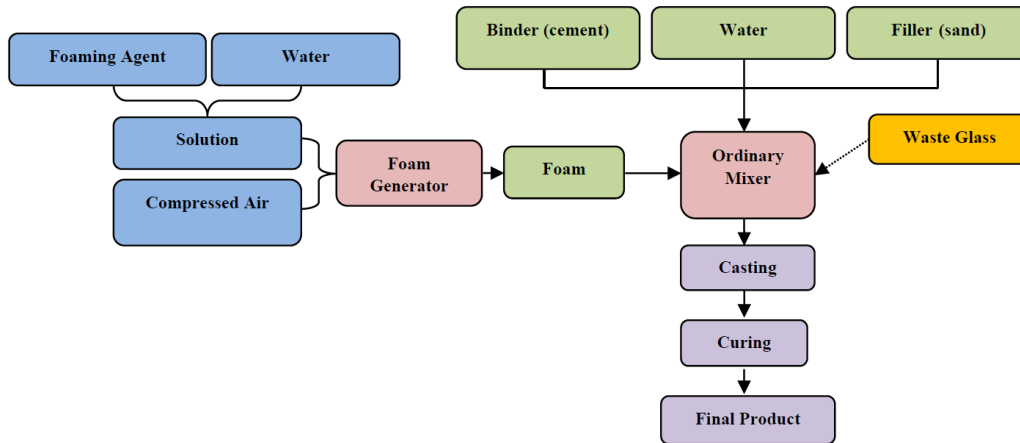 Binder (cement)
Water
Filler (sand)
Foaming Agent
Water
Solution
Compressed Air
Foam
Generator
Foam
Ordinary
Mixer
Waste Glass
Casting
Curing
Final Product